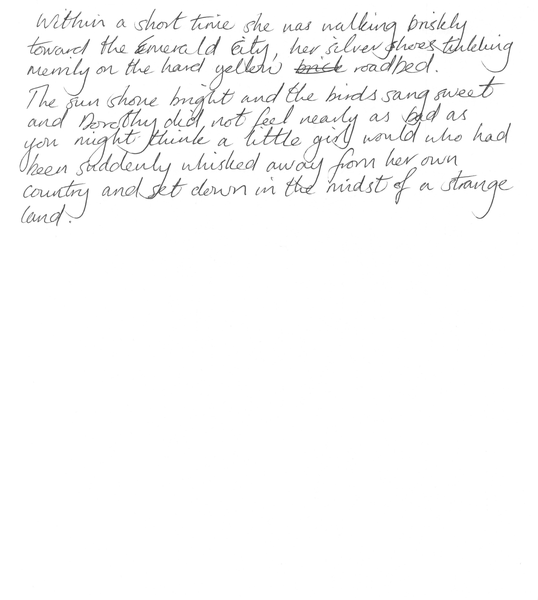 Within a short time she was walking briskly
toward the Emerald City, her silver shoes tinkling
merrily on the hard yellow brick roadbed.
The sun shone bright and the birds sang sweet
and Dorothy did not feel nearly as bad as
you might think a little girl would who had
been suddenly whisked away from her own
country and set down in the midst of a strange
land.